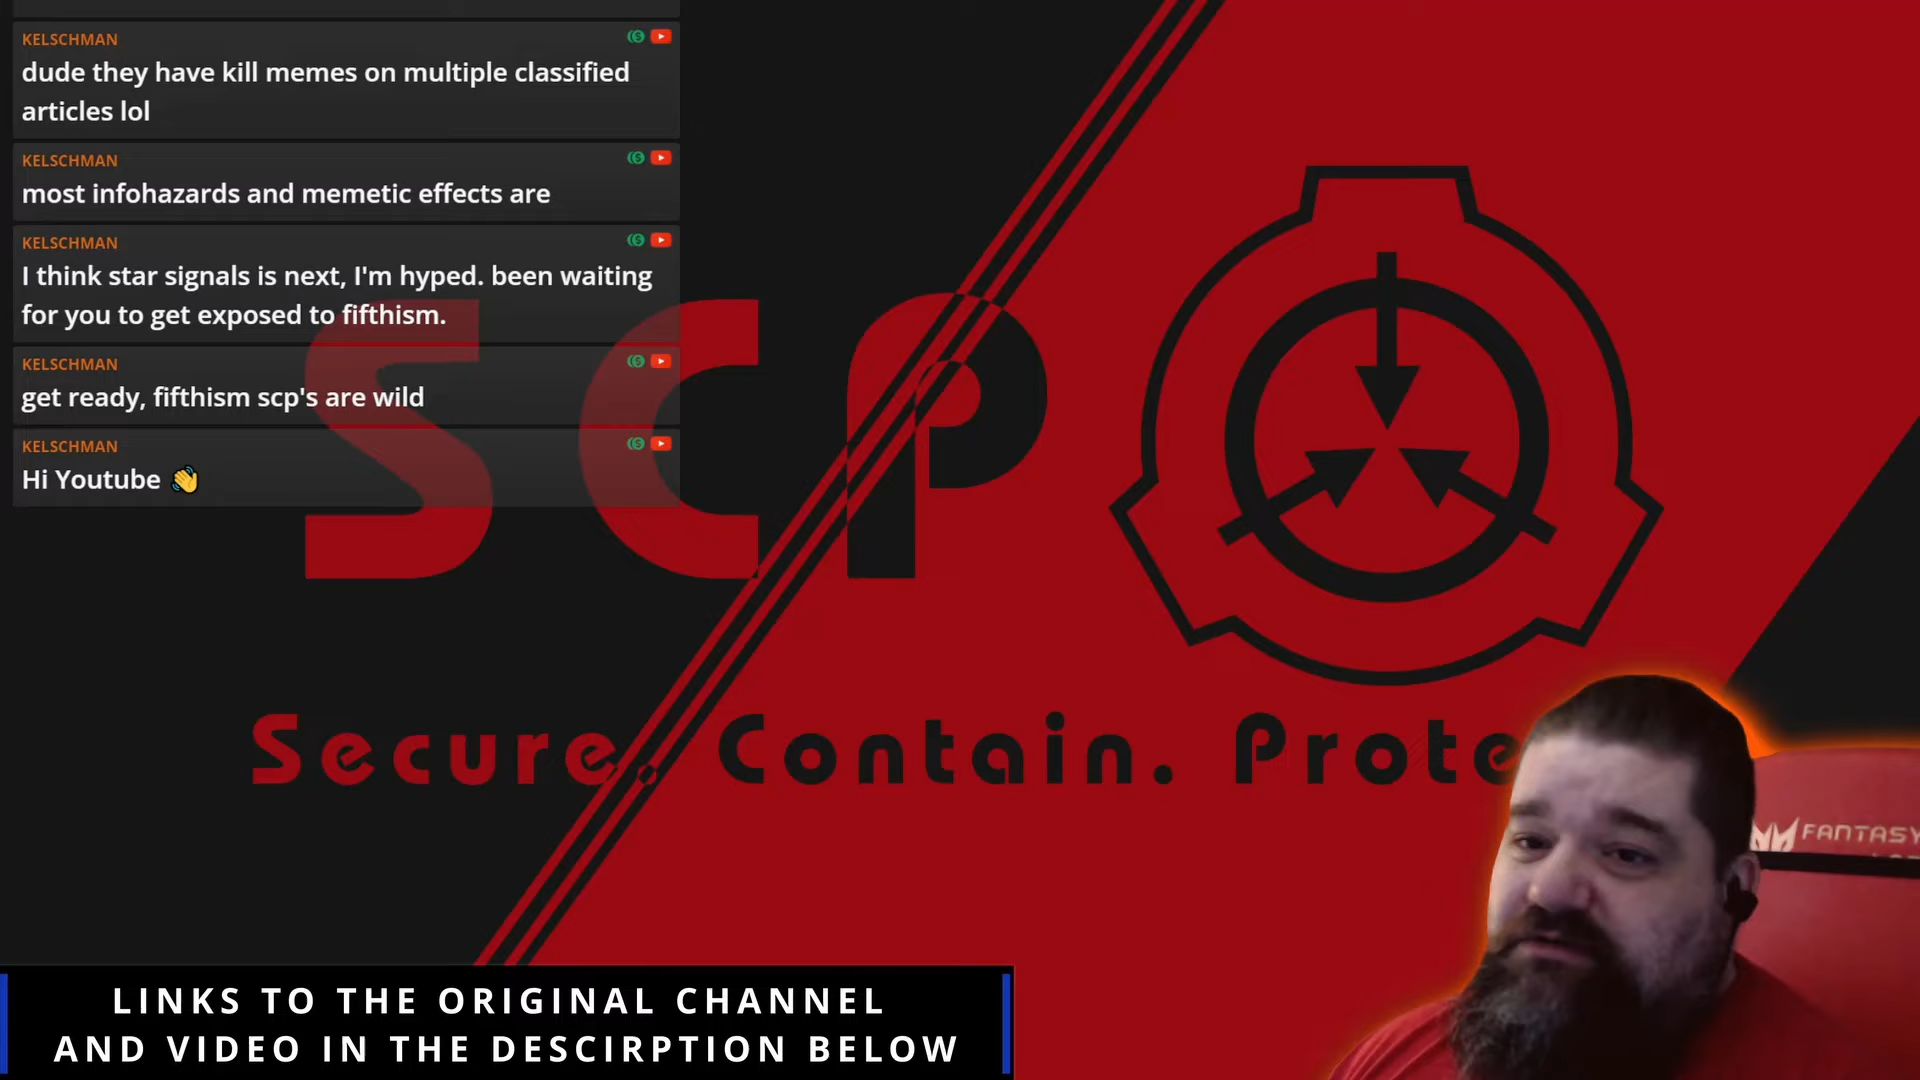 KELSCHMAN
dude they have kill memes on multiple classified
articles lol
KELSCHMAN
most infohazards and memetic effects are
KELSCHMAN
I think star signals is next, I'm hyped. been waiting
for you to get exposed to fifthism.
KELSCHMAN
get ready, fifthism scp's are wild
KELSCHMAN
Hi Youtube 👋
SCP
Secure. Contain. Prote
FANTASY
LINKS TO THE ORIGINAL CHANNEL
AND VIDEO IN THE DESCIRPTION BELOW